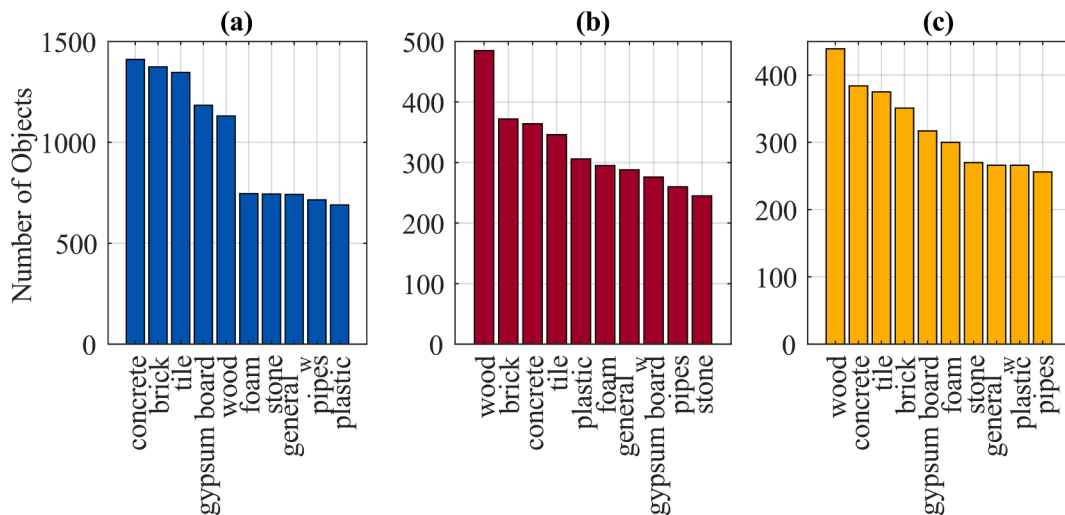 (a)
(b)
(c)
Number of Objects
1500
1000
500
0
concrete
brick
tile
gypsum board
wood
foam
stone
general_w
pipes
plastic
500
400
300
200
100
0
wood
brick
concrete
tile
plastic
foam
general_w
gypsum board
pipes
stone
400
300
200
100
0
wood
concrete
tile
brick
gypsum board
foam
stone
general_w
plastic
pipes